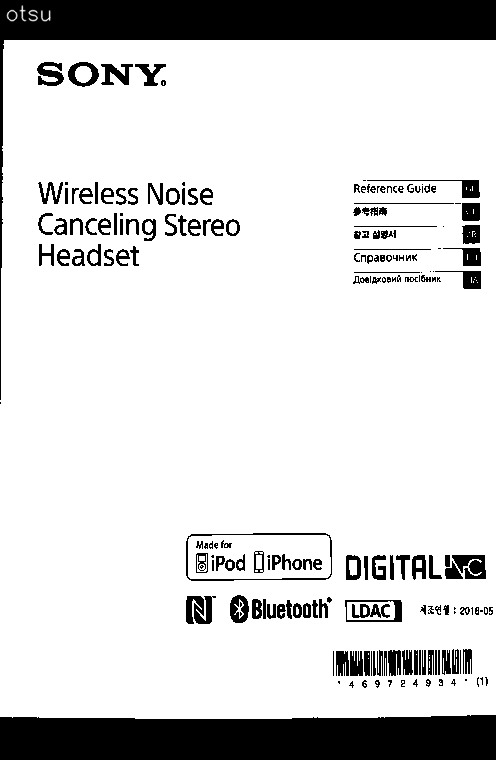 otsu
SONY®
Wireless Noise
Canceling Stereo
Headset
Reference Guide
参考指南
참고 설명서
Справочник
Довідковий посібник
Made for
iPod iPhone
DIGITAL NC
N™ Bluetooth® LDAC 제조연월 : 2016-05
* 4 6 9 7 2 4 9 3 4 * (1)